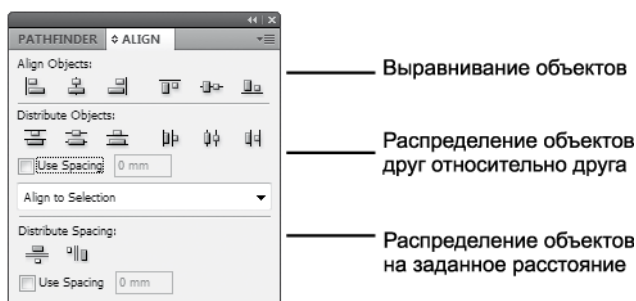 PATHFINDER ALIGN
Align Objects:
Выравнивание объектов
Distribute Objects:
Распределение объектов
друг относительно друга
Use Spacing 0 mm
Align to Selection
Distribute Spacing:
Распределение объектов
на заданное расстояние
Use Spacing 0 mm